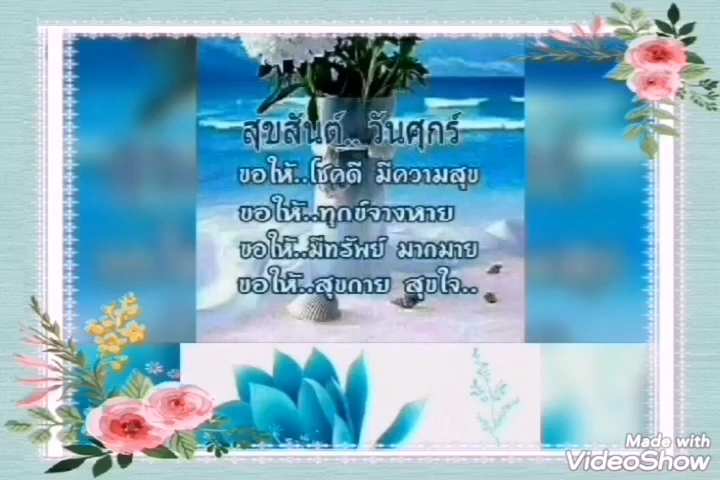 สุขสันต์..วันศุกร์
ขอให้..โชคดี มีความสุข
ขอให้..ทุกข์จางหาย
ขอให้..มีทรัพย์ มากมาย
ขอให้..สุขกาย สุขใจ..
Made with
VideoShow